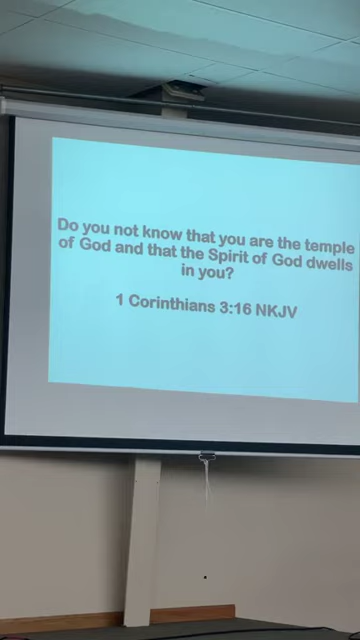 Do you not know that you are the temple
of God and that the Spirit of God dwells
in you?
1 Corinthians 3:16 NKJV